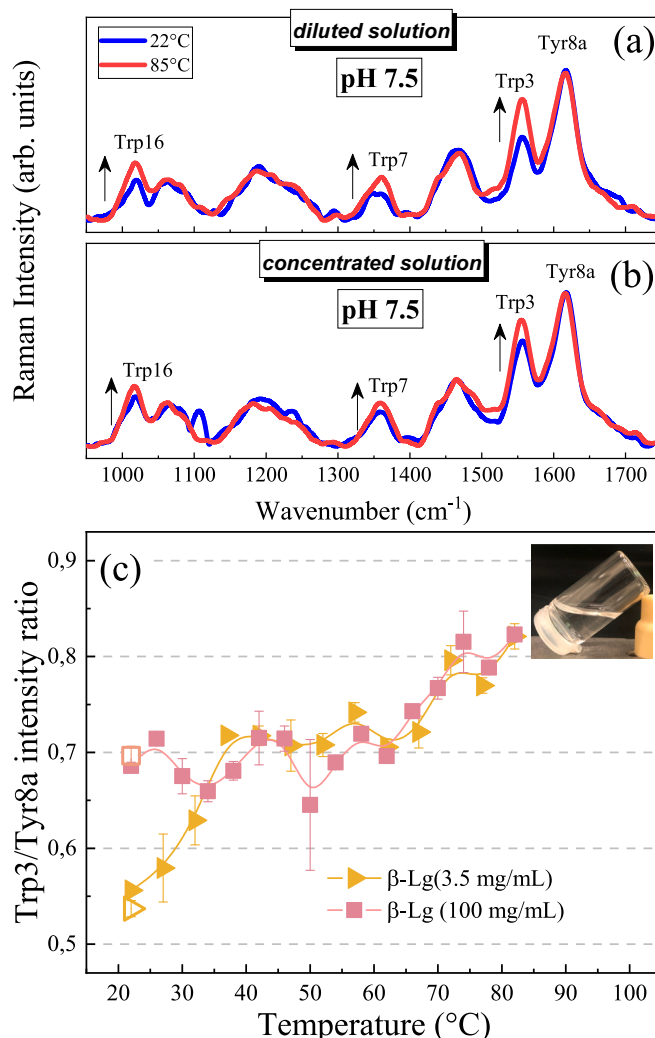 diluted solution
(a)
22°C
85°C
pH 7.5
Tyr8a
Trp3
Trp16
Trp7
concentrated solution
(b)
pH 7.5
Tyr8a
Trp3
Trp16
Trp7
Raman Intensity (arb. units)
1000 1100 1200 1300 1400 1500 1600 1700
Wavenumber (cm⁻¹)
(c)
0,9
0,8
0,7
0,6
0,5
Trp3/Tyr8a intensity ratio
β-Lg(3.5 mg/mL)
β-Lg (100 mg/mL)
20 30 40 50 60 70 80 90 100
Temperature (°C)